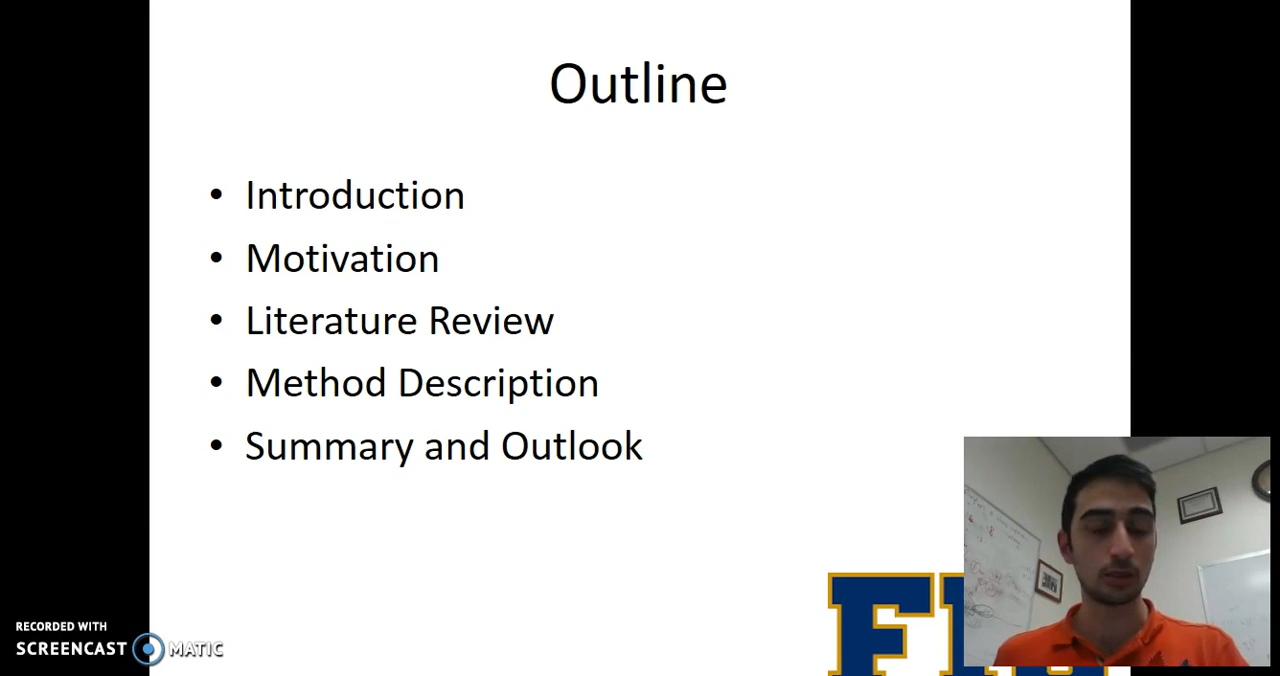 Outline
• Introduction
• Motivation
• Literature Review
• Method Description
• Summary and Outlook
RECORDED WITH
SCREENCAST MATIC